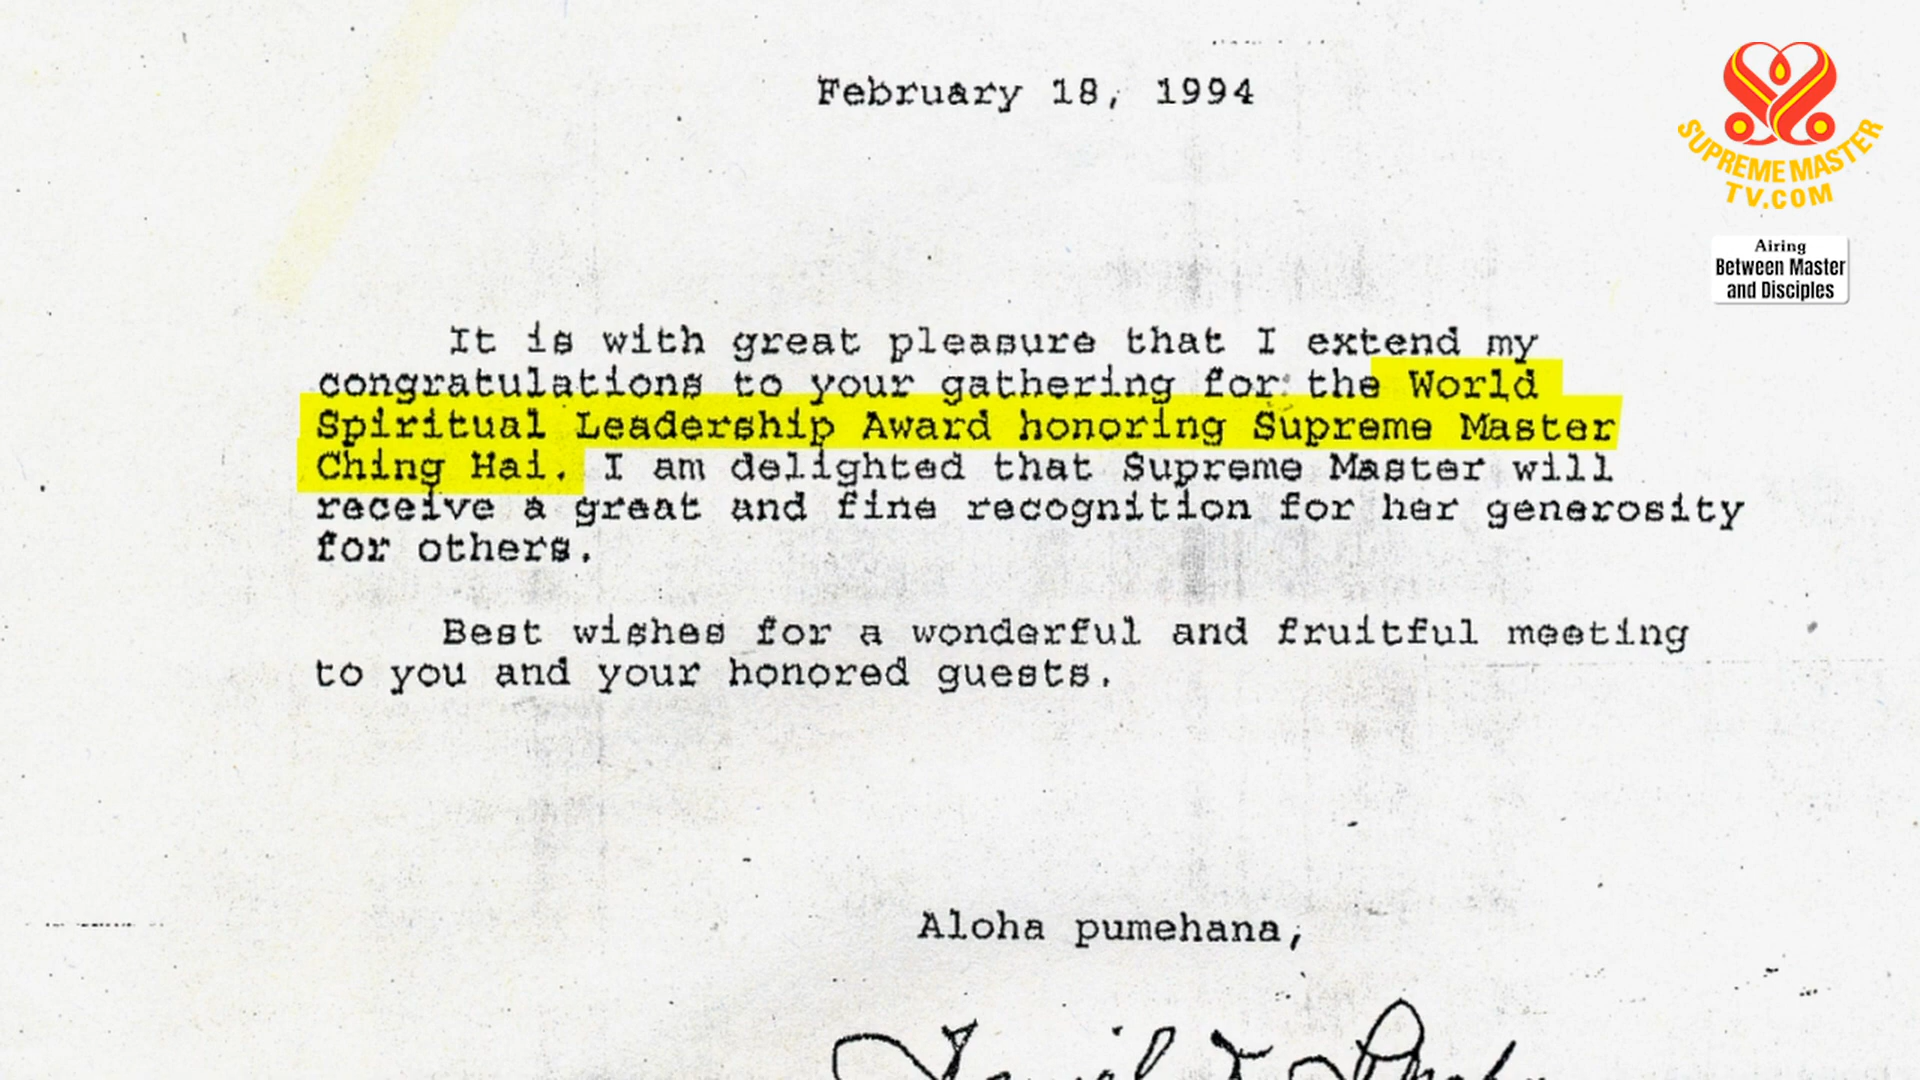 February 18, 1994
SUPREME MASTER
TV.COM
Airing
Between Master
and Disciples
It is with great pleasure that I extend my
congratulations to your gathering for the World
Spiritual Leadership Award honoring Supreme Master
Ching Hai. I am delighted that Supreme Master will
receive a great and fine recognition for her generosity
for others.
Best wishes for a wonderful and fruitful meeting
to you and your honored guests.
Aloha pumehana,